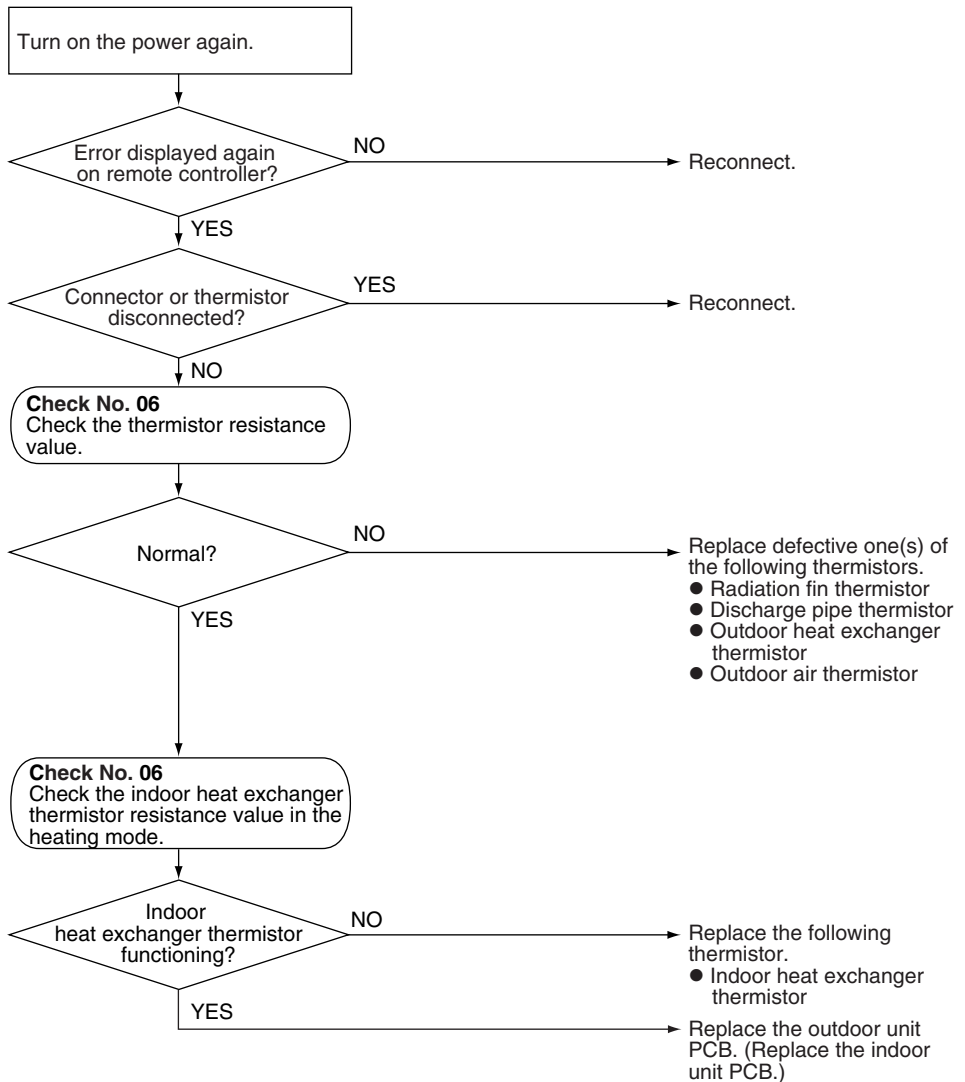 Turn on the power again.
Error displayed again
on remote controller?
NO
Reconnect.
YES
Connector or thermistor
disconnected?
YES
Reconnect.
NO
Check No. 06
Check the thermistor resistance
value.
Normal?
NO
Replace defective one(s) of
the following thermistors.
● Radiation fin thermistor
● Discharge pipe thermistor
● Outdoor heat exchanger
thermistor
● Outdoor air thermistor
YES
Check No. 06
Check the indoor heat exchanger
thermistor resistance value in the
heating mode.
Indoor
heat exchanger thermistor
functioning?
NO
Replace the following
thermistor.
● Indoor heat exchanger
thermistor
YES
Replace the outdoor unit
PCB. (Replace the indoor
unit PCB.)